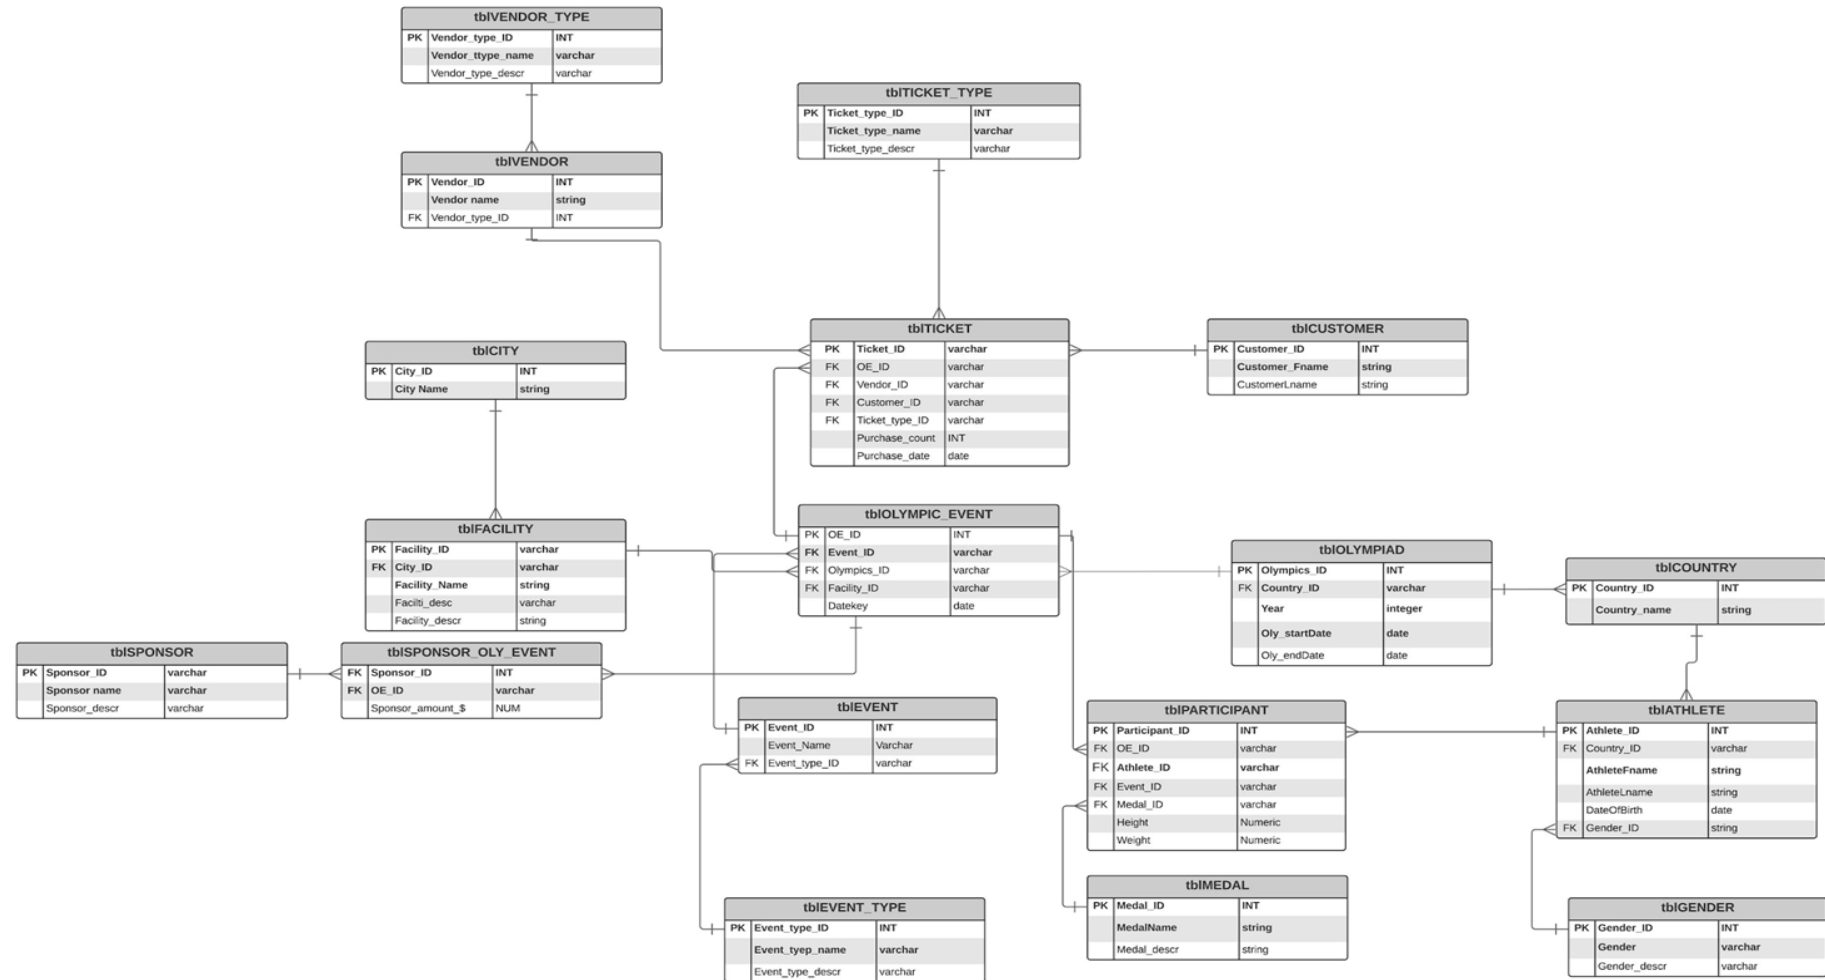 tblVENDOR_TYPE
PK Vendor_type_ID INT
Vendor_ttype_name varchar
Vendor_type_descr varchar
tblTICKET_TYPE
PK Ticket_type_ID INT
Ticket_type_name varchar
Ticket_type_descr varchar
tblVENDOR
PK Vendor_ID INT
Vendor name string
FK Vendor_type_ID INT
tblTICKET
PK Ticket_ID varchar
FK OE_ID varchar
FK Vendor_ID varchar
FK Customer_ID varchar
FK Ticket_type_ID varchar
Purchase_count INT
Purchase_date date
tblCUSTOMER
PK Customer_ID INT
Customer_Fname string
CustomerLname string
tblCITY
PK City_ID INT
City Name string
tblFACILITY
PK Facility_ID varchar
FK City_ID varchar
Facility_Name string
Facilti_desc varchar
Facility_descr string
tblOLYMPIC_EVENT
PK OE_ID INT
FK Event_ID varchar
FK Olympics_ID varchar
FK Facility_ID varchar
Datekey date
tblOLYMPIAD
PK Olympics_ID INT
FK Country_ID varchar
Year integer
Oly_startDate date
Oly_endDate date
tblCOUNTRY
PK Country_ID INT
Country_name string
tblSPONSOR
PK Sponsor_ID varchar
Sponsor name varchar
Sponsor_descr varchar
tblSPONSOR_OLY_EVENT
FK Sponsor_ID INT
FK OE_ID varchar
Sponsor_amount_$ NUM
tblEVENT
PK Event_ID INT
Event_Name Varchar
FK Event_type_ID varchar
tblPARTICIPANT
PK Participant_ID INT
FK OE_ID varchar
FK Athlete_ID varchar
FK Event_ID varchar
FK Medal_ID varchar
Height Numeric
Weight Numeric
tblATHLETE
PK Athlete_ID INT
FK Country_ID varchar
AthleteFname string
AthleteLname string
DateOfBirth date
FK Gender_ID string
tblEVENT_TYPE
PK Event_type_ID INT
Event_tyep_name varchar
Event_type_descr varchar
tblMEDAL
PK Medal_ID INT
MedalName string
Medal_descr string
tblGENDER
PK Gender_ID INT
Gender varchar
Gender_descr varchar